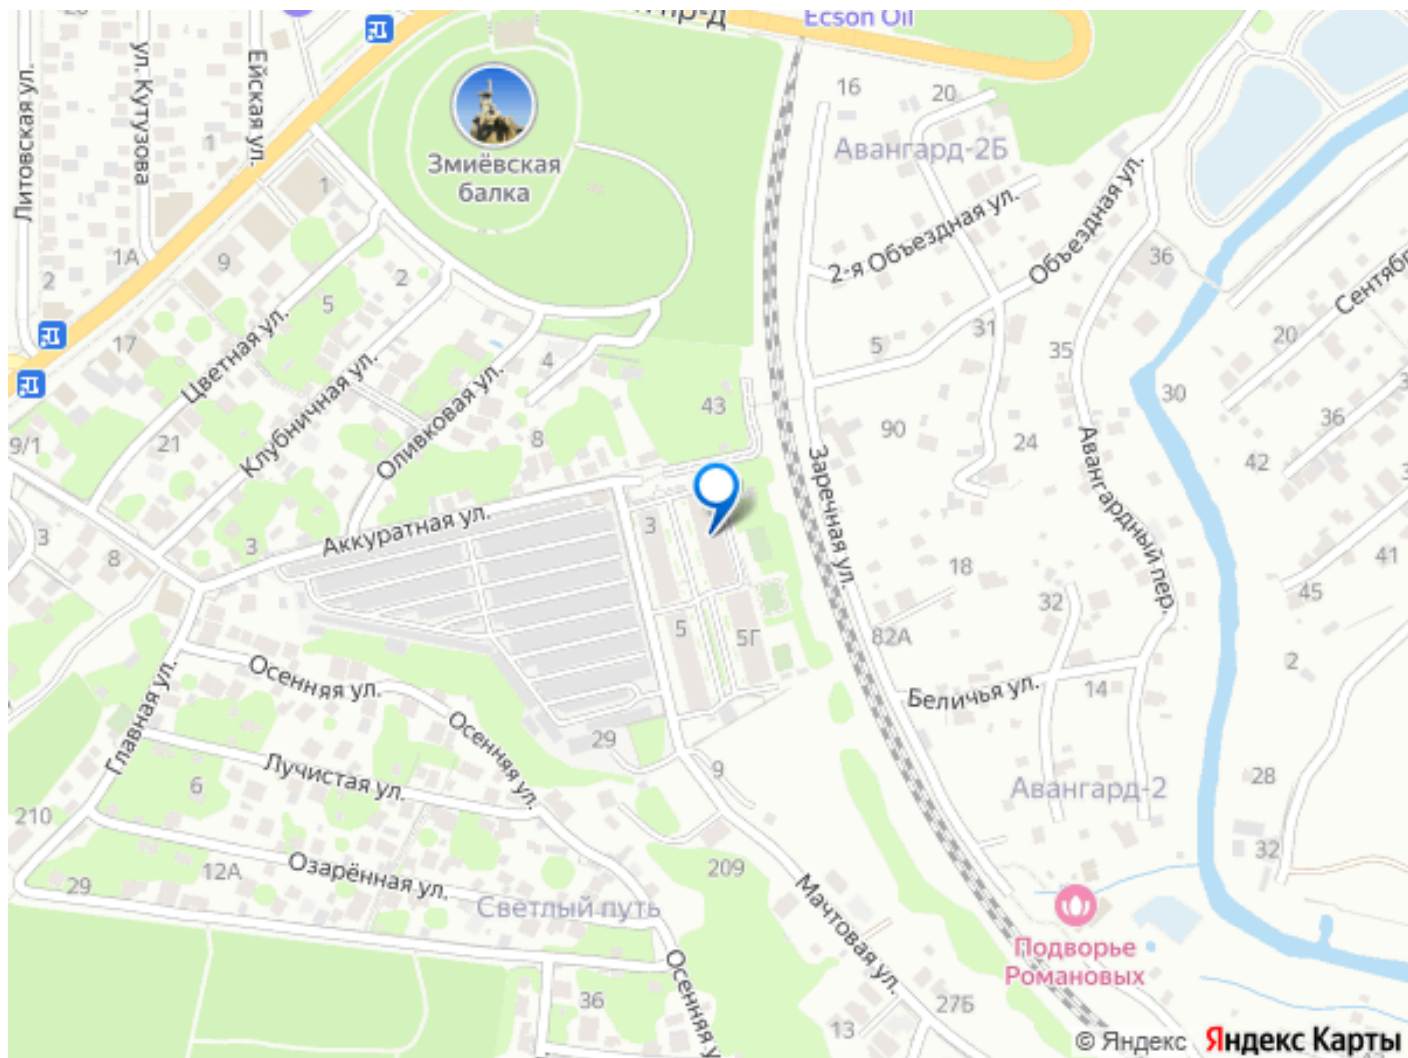 Ecson Oil
пр-д
Литовская ул.
ул. Кутузова
Ейская ул.
1
1
1А
2
9
17
5
2
4
Змиёвская
балка
16
20
Авангард-2Б
2-я Объездная ул.
Объездная ул.
36
31
5
35
30
20
36
42
41
45
2
28
32
Цветная ул.
Клубничная ул.
Оливковая ул.
21
9/1
3
8
3
8
43
90
24
Аккуратная ул.
3
5
5Г
Заречная ул.
Авангардный пер.
18
82А
32
14
Беличья ул.
Авангард-2
Главная ул.
Осенняя ул.
Осенняя ул.
Лучистая ул.
Озарённая ул.
6
210
12А
29
29
9
209
Светлый путь
Мачтовая ул.
36
13
27Б
Подворье
Романовых
© Яндекс Яндекс Карты